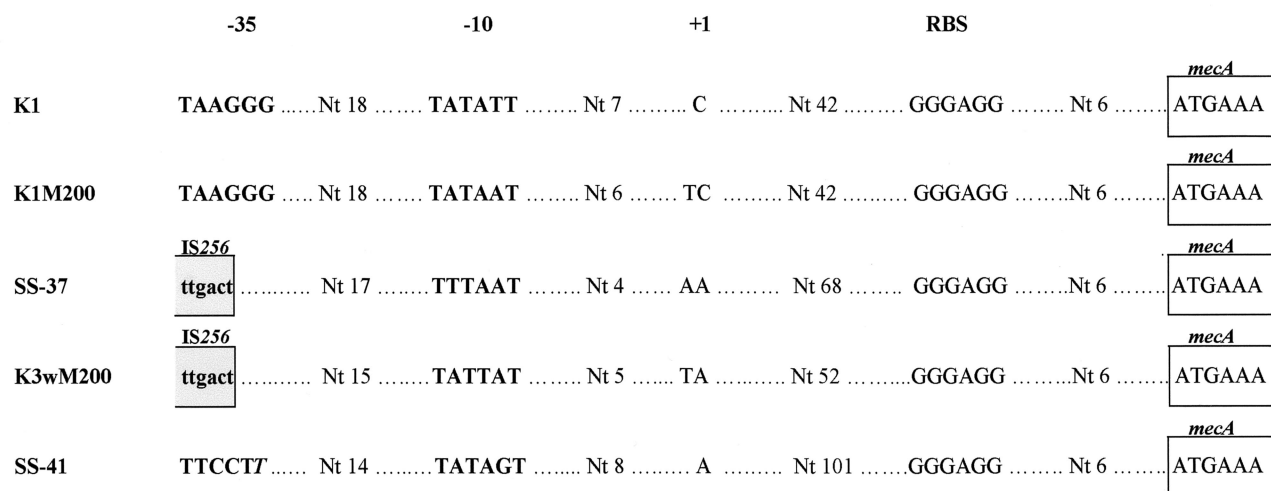 -35 -10 +1 RBS
mecA
K1 TAAGGG ...... Nt 18 ....... TATATT ........ Nt 7 ......... C .......... Nt 42 ......... GGGAGG ........ Nt 6 ....... ATGAAA
mecA
K1M200 TAAGGG ..... Nt 18 ....... TATAAT ........ Nt 6 ....... TC ........ Nt 42 .......... GGGAGG ........ Nt 6 ........ ATGAAA
IS256 mecA
SS-37 ttgact .......... Nt 17 ........ TTTAAT ........ Nt 4 ...... AA ......... Nt 68 ........ GGGAGG ........ Nt 6 ........ ATGAAA
IS256 mecA
K3wM200 ttgact .......... Nt 15 ........ TATTAT ........ Nt 5 ....... TA ........ Nt 52 ......... GGGAGG ........ Nt 6 ........ ATGAAA
mecA
SS-41 TTCCTT ...... Nt 14 ........ TATAGT ........ Nt 8 ....... A .......... Nt 101 ....... GGGAGG ........ Nt 6 ........ ATGAAA